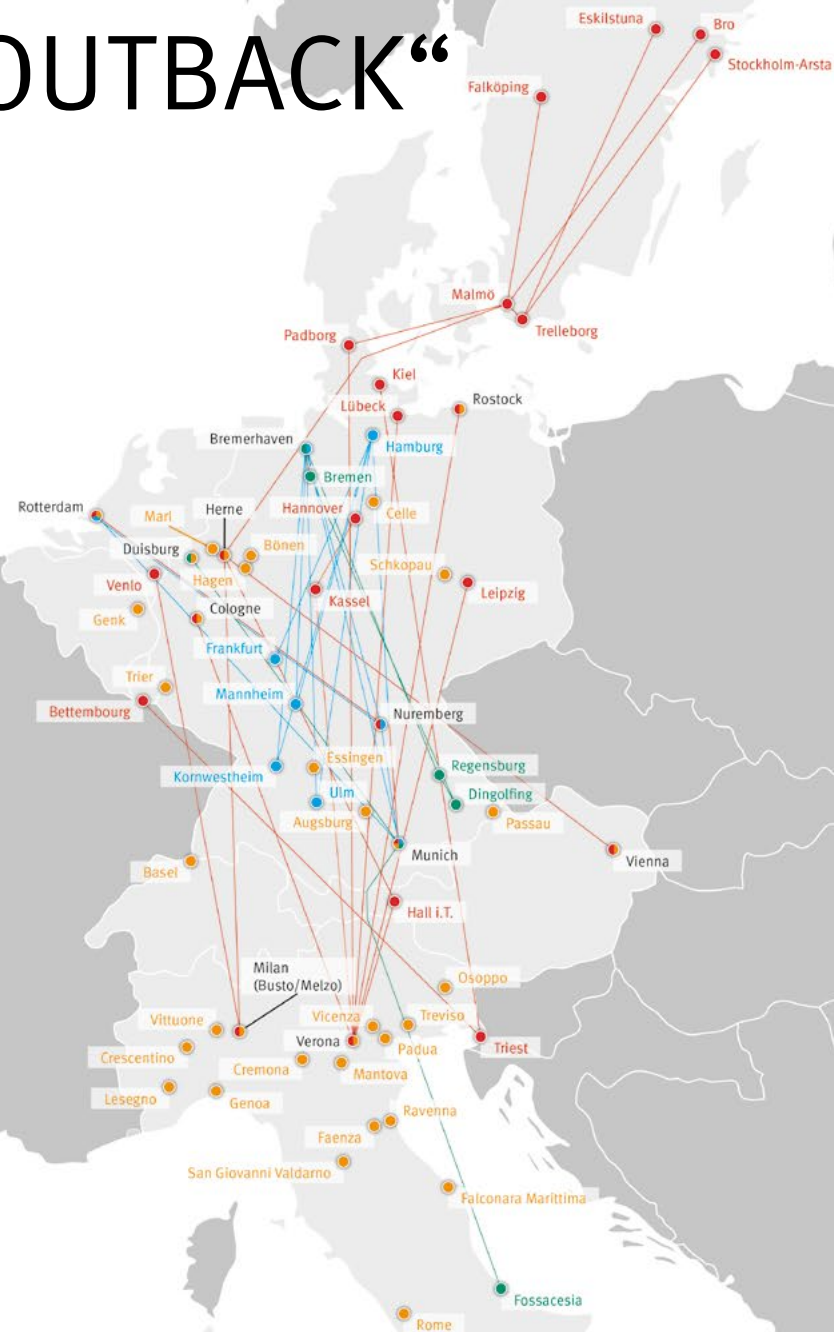 OUTBACK“
Eskilstuna
Bro
Stockholm-Arsta
Falköping
Malmö
Trelleborg
Padborg
Kiel
Lübeck
Rostock
Bremerhaven
Hamburg
Bremen
Rotterdam
Marl
Herne
Hannover
Celle
Duisburg
Bönen
Venlo
Hagen
Schkopau
Leipzig
Genk
Cologne
Kassel
Frankfurt
Trier
Mannheim
Bettembourg
Nuremberg
Kornwestheim
Essingen
Regensburg
Ulm
Dingolfing
Augsburg
Passau
Munich
Vienna
Basel
Hall i.T.
Milan
(Busto/Melzo)
Osoppo
Vittuone
Vicenza
Treviso
Crescentino
Verona
Padua
Triest
Cremona
Mantova
Lesegno
Genoa
Ravenna
Faenza
San Giovanni Valdarno
Falconara Marittima
Fossacesia
Rome